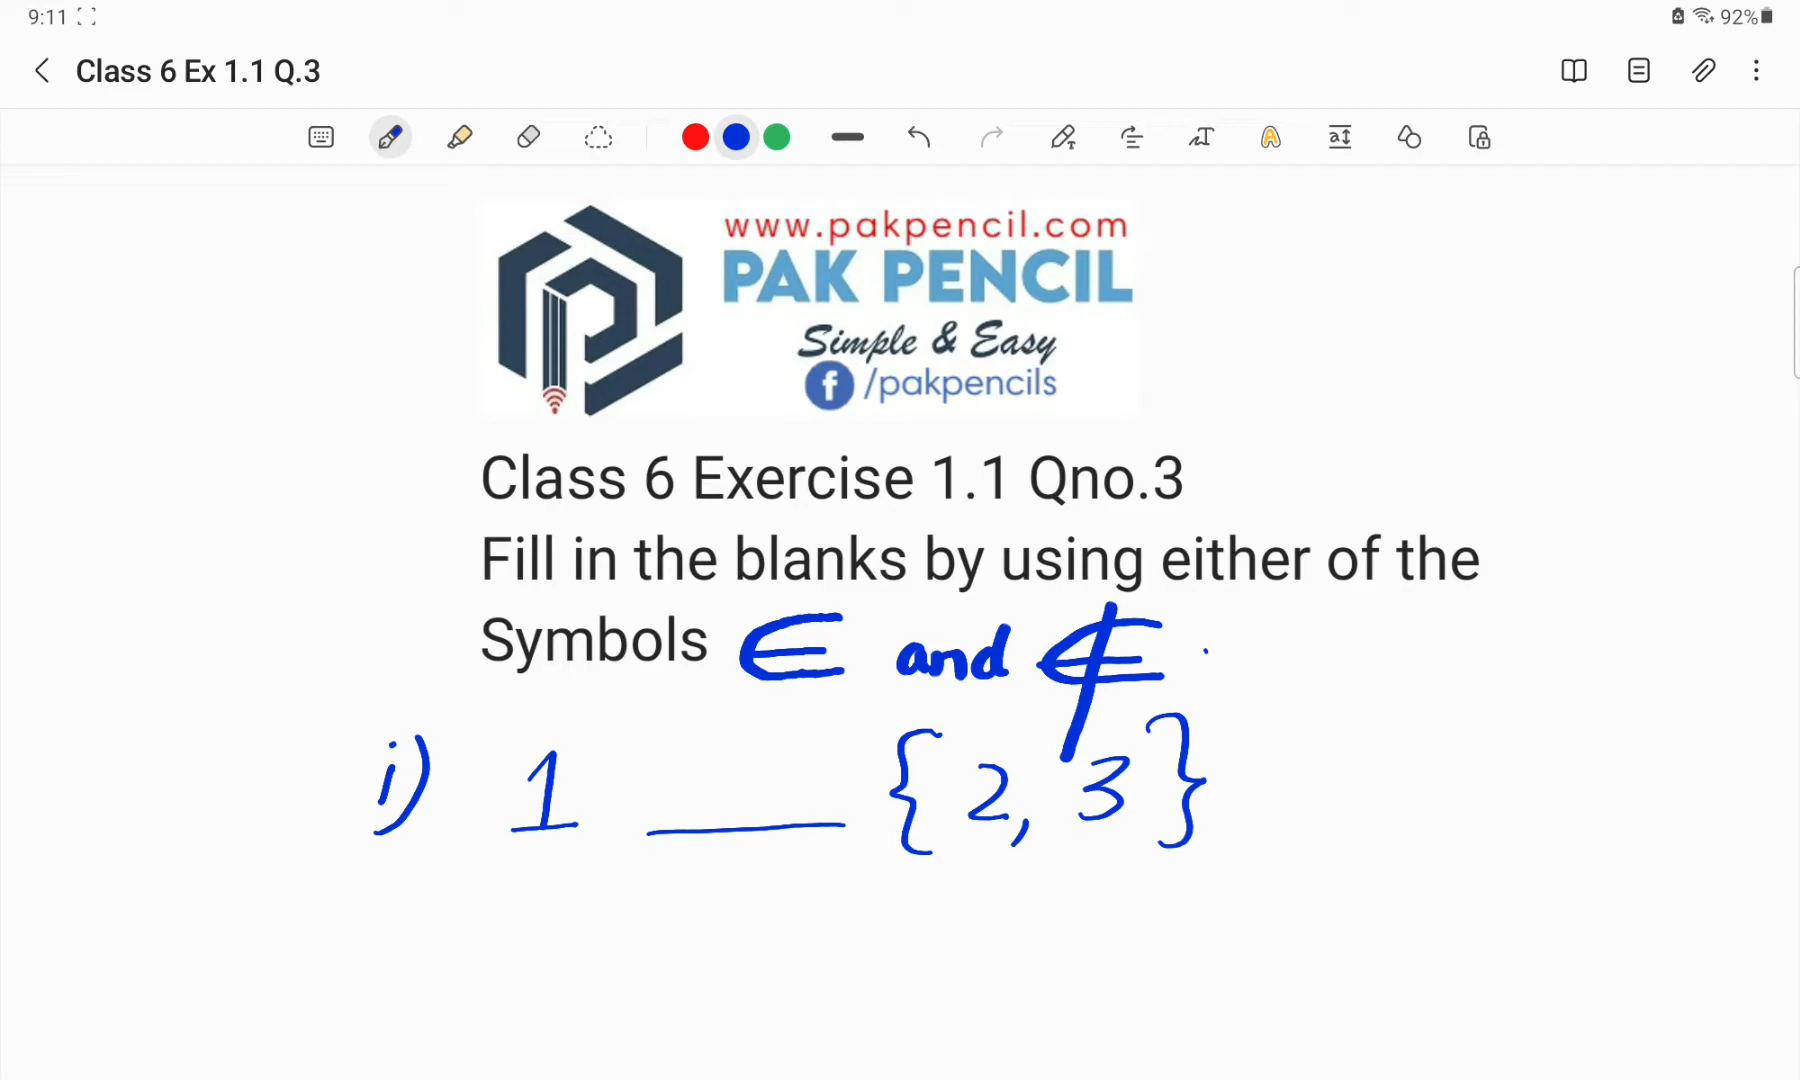 9:11 92%
Class 6 Ex 1.1 Q.3
www.pakpencil.com
PAK PENCIL
Simple & Easy
f /pakpencils
Class 6 Exercise 1.1 Qno.3
Fill in the blanks by using either of the
Symbols ∈ and ∉ .
i) 1 ____ { 2, 3 }